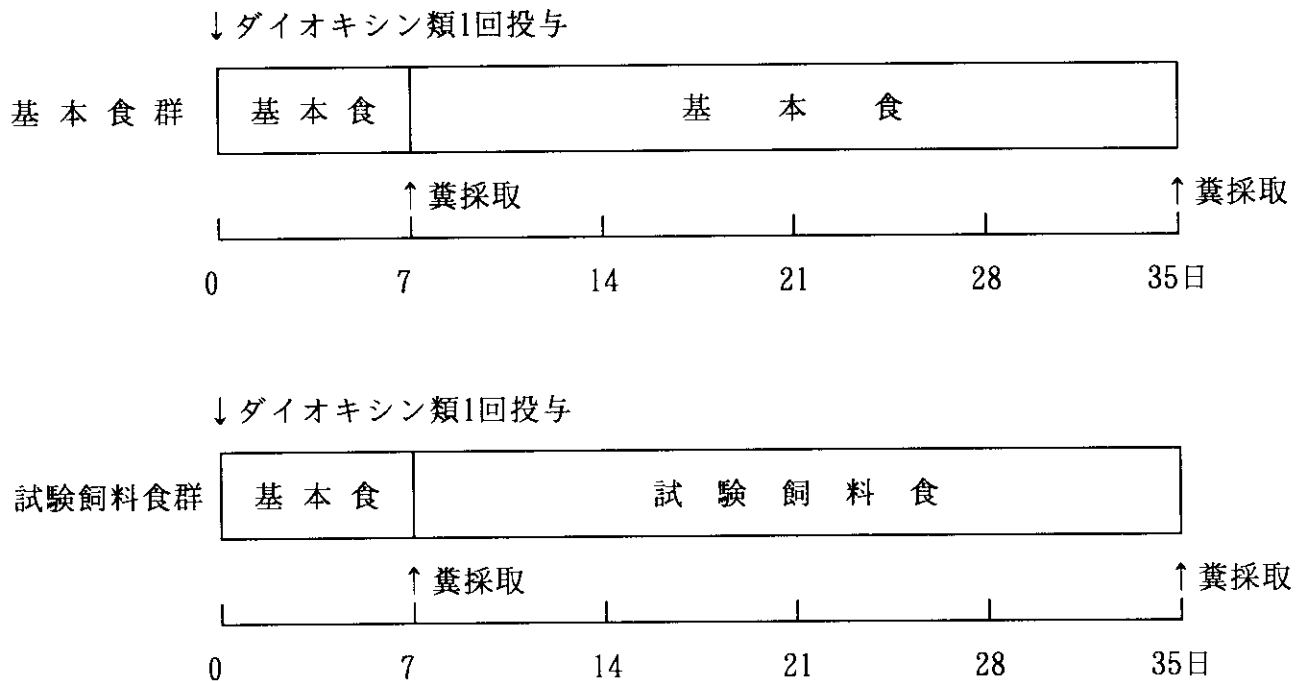 ↓ダイオキシン類1回投与
基本食群 基本食 基本食
↑糞採取 ↑糞採取
0 7 14 21 28 35日
↓ダイオキシン類1回投与
試験飼料食群 基本食 試験飼料食
↑糞採取 ↑糞採取
0 7 14 21 28 35日